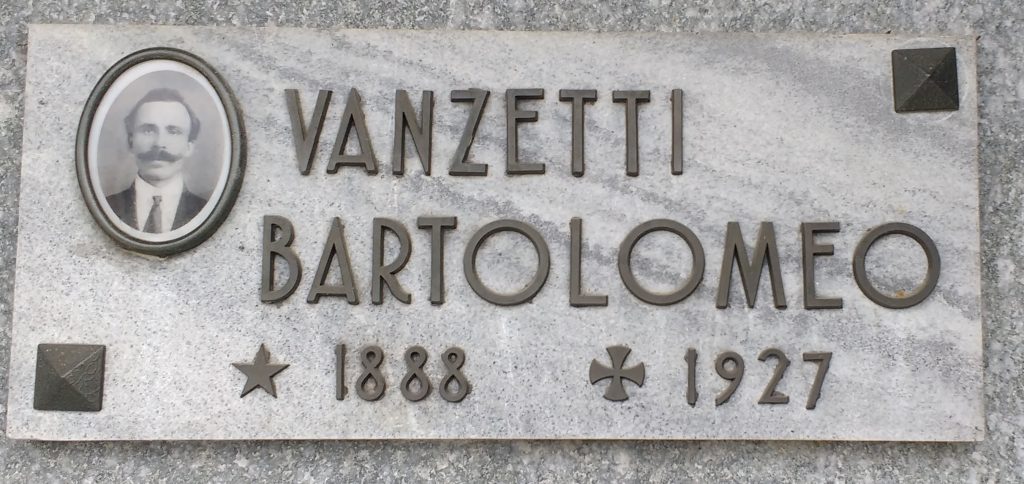 VANZETTI
BARTOLOMEO
★ 1888 ✠ 1927